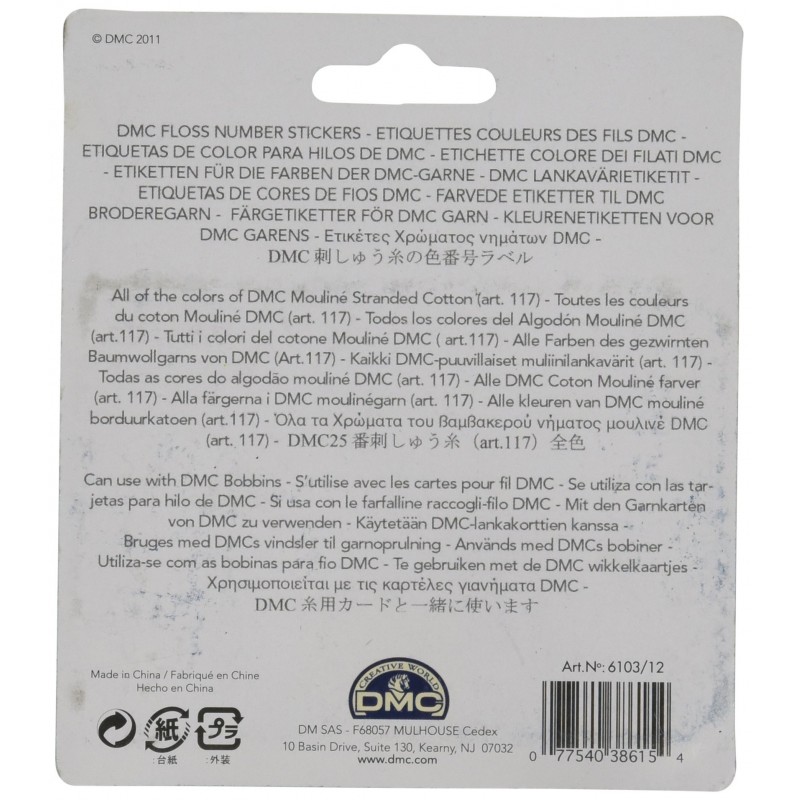 © DMC 2011
DMC FLOSS NUMBER STICKERS - ETIQUETTES COULEURS DES FILS DMC -
ETIQUETAS DE COLOR PARA HILOS DE DMC - ETICHETTE COLORE DEI FILATI DMC
- ETIKETTEN FÜR DIE FARBEN DER DMC-GARNE - DMC LANKAVÄRIETIKETIT -
ETIQUETAS DE CORES DE FIOS DMC - FARVEDE ETIKETTER TIL DMC
BRODEREGARN - FÄRGETIKETTER FÖR DMC GARN - KLEURENETIKETTEN VOOR
DMC GARENS - Ετικέτες Χρώματος νημάτων DMC -
DMC 刺しゅう糸の色番号ラベル
All of the colors of DMC Mouliné Stranded Cotton (art. 117) - Toutes les couleurs
du coton Mouliné DMC (art. 117) - Todos los colores del Algodón Mouliné DMC
(art.117) - Tutti i colori del cotone Mouliné DMC ( art.117) - Alle Farben des gezwirnten
Baumwollgarns von DMC (Art.117) - Kaikki DMC-puuvillaiset muliinilankavärit (art. 117) -
Todas as cores do algodão mouliné DMC (art. 117) - Alle DMC Coton Mouliné farver
(art. 117) - Alla färgerna i DMC moulinégarn (art. 117) - Alle kleuren van DMC mouliné
borduurkatoen (art. 117) - Όλα τα Χρώματα του βαμβακερού νήματος μουλινέ DMC
(art. 117) - DMC25 番刺しゅう糸（art.117）全色
Can use with DMC Bobbins - S'utilise avec les cartes pour fil DMC - Se utiliza con las tar-
jetas para hilo de DMC - Si usa con le farfalline raccogli-filo DMC - Mit den Garnkarten
von DMC zu verwenden - Käytetään DMC-lankakorttien kanssa -
Bruges med DMCs vindsler til garnoprulning - Används med DMCs bobiner -
Utiliza-se com as bobinas para fio DMC - Te gebruiken met de DMC wikkelkaartjes -
Χρησιμοποιείται με τις καρτέλες γιανήματα DMC -
DMC 糸用カードと一緒に使います
Made in China / Fabriqué en Chine
Hecho en China
紙
:台紙
プラ
:外装
CREATIVE WORLD
DMC
DM SAS - F68057 MULHOUSE Cedex
10 Basin Drive, Suite 130, Kearny, NJ 07032
www.dmc.com
Art.Nº: 6103/12
0 77540 38615 4